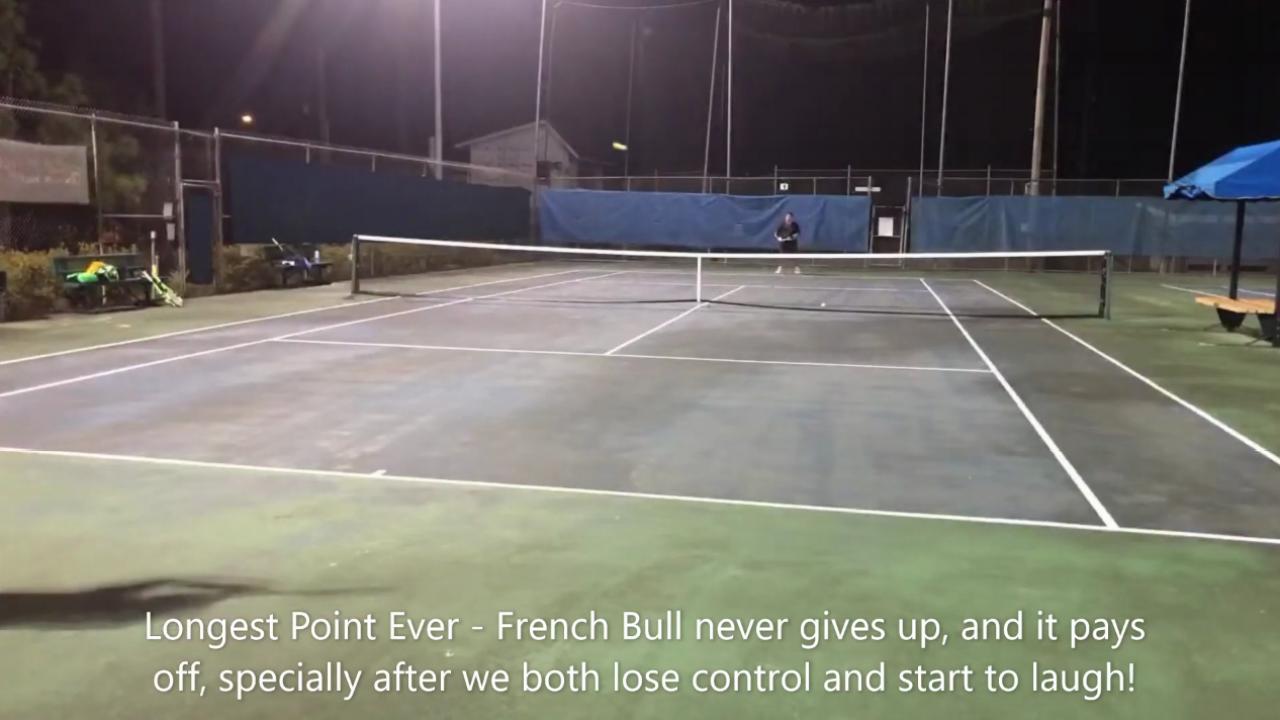 Longest Point Ever - French Bull never gives up, and it pays
off, specially after we both lose control and start to laugh!